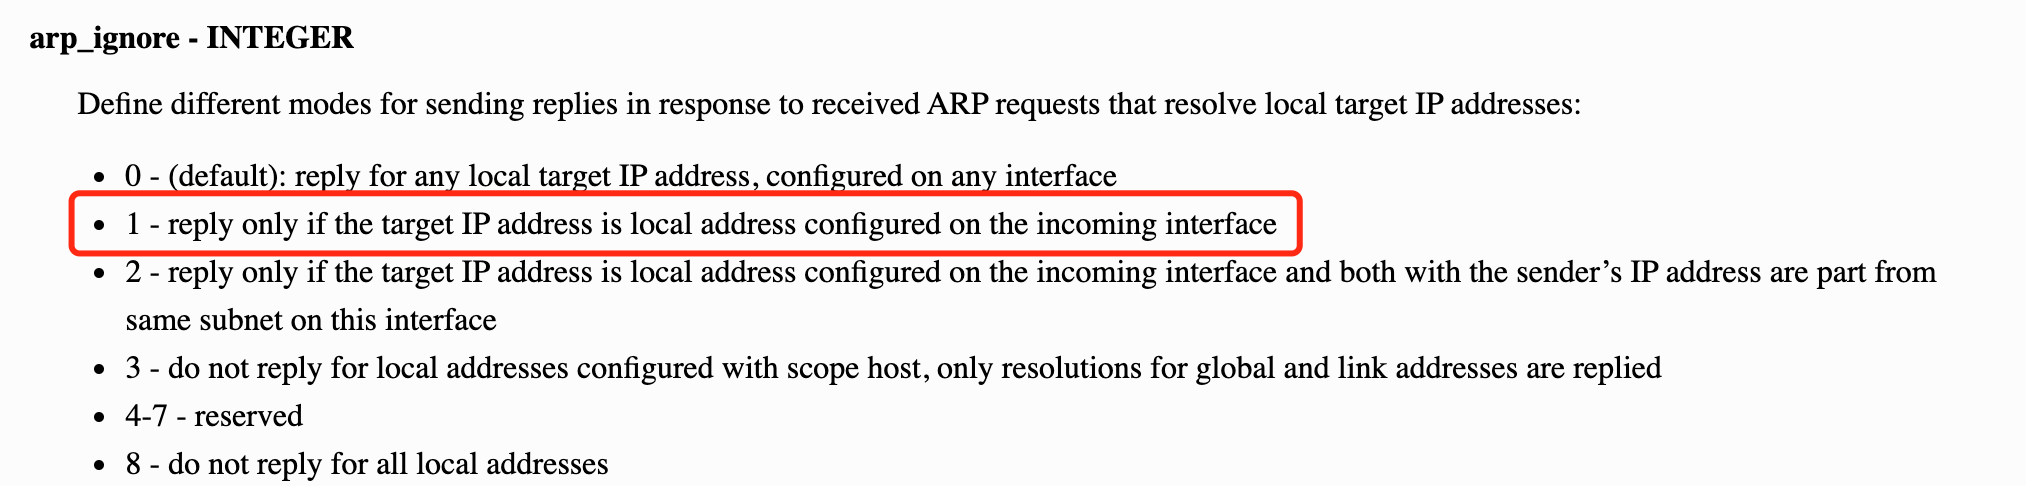 arp_ignore - INTEGER
Define different modes for sending replies in response to received ARP requests that resolve local target IP addresses:
• 0 - (default): reply for any local target IP address, configured on any interface
• 1 - reply only if the target IP address is local address configured on the incoming interface
• 2 - reply only if the target IP address is local address configured on the incoming interface and both with the sender’s IP address are part from
same subnet on this interface
• 3 - do not reply for local addresses configured with scope host, only resolutions for global and link addresses are replied
• 4-7 - reserved
• 8 - do not reply for all local addresses